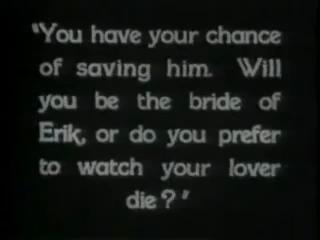 "You have your chance
of saving him. Will
you be the bride of
Erik, or do you prefer
to watch your lover
die?"